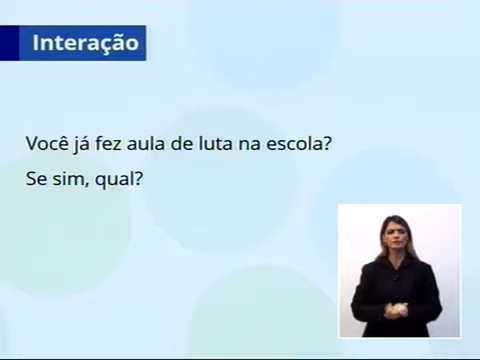 Interação
Você já fez aula de luta na escola?
Se sim, qual?